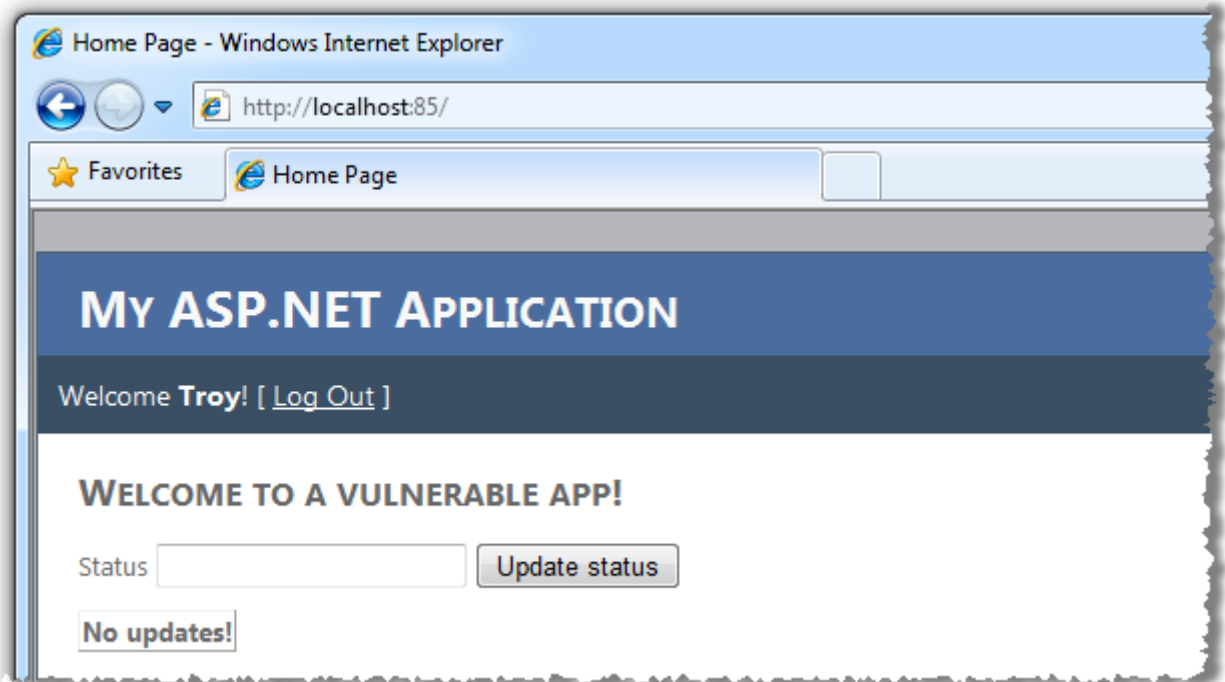 Home Page - Windows Internet Explorer
http://localhost:85/
Favorites
Home Page
MY ASP.NET APPLICATION
Welcome Troy! [ Log Out ]
WELCOME TO A VULNERABLE APP!
Status
Update status
No updates!